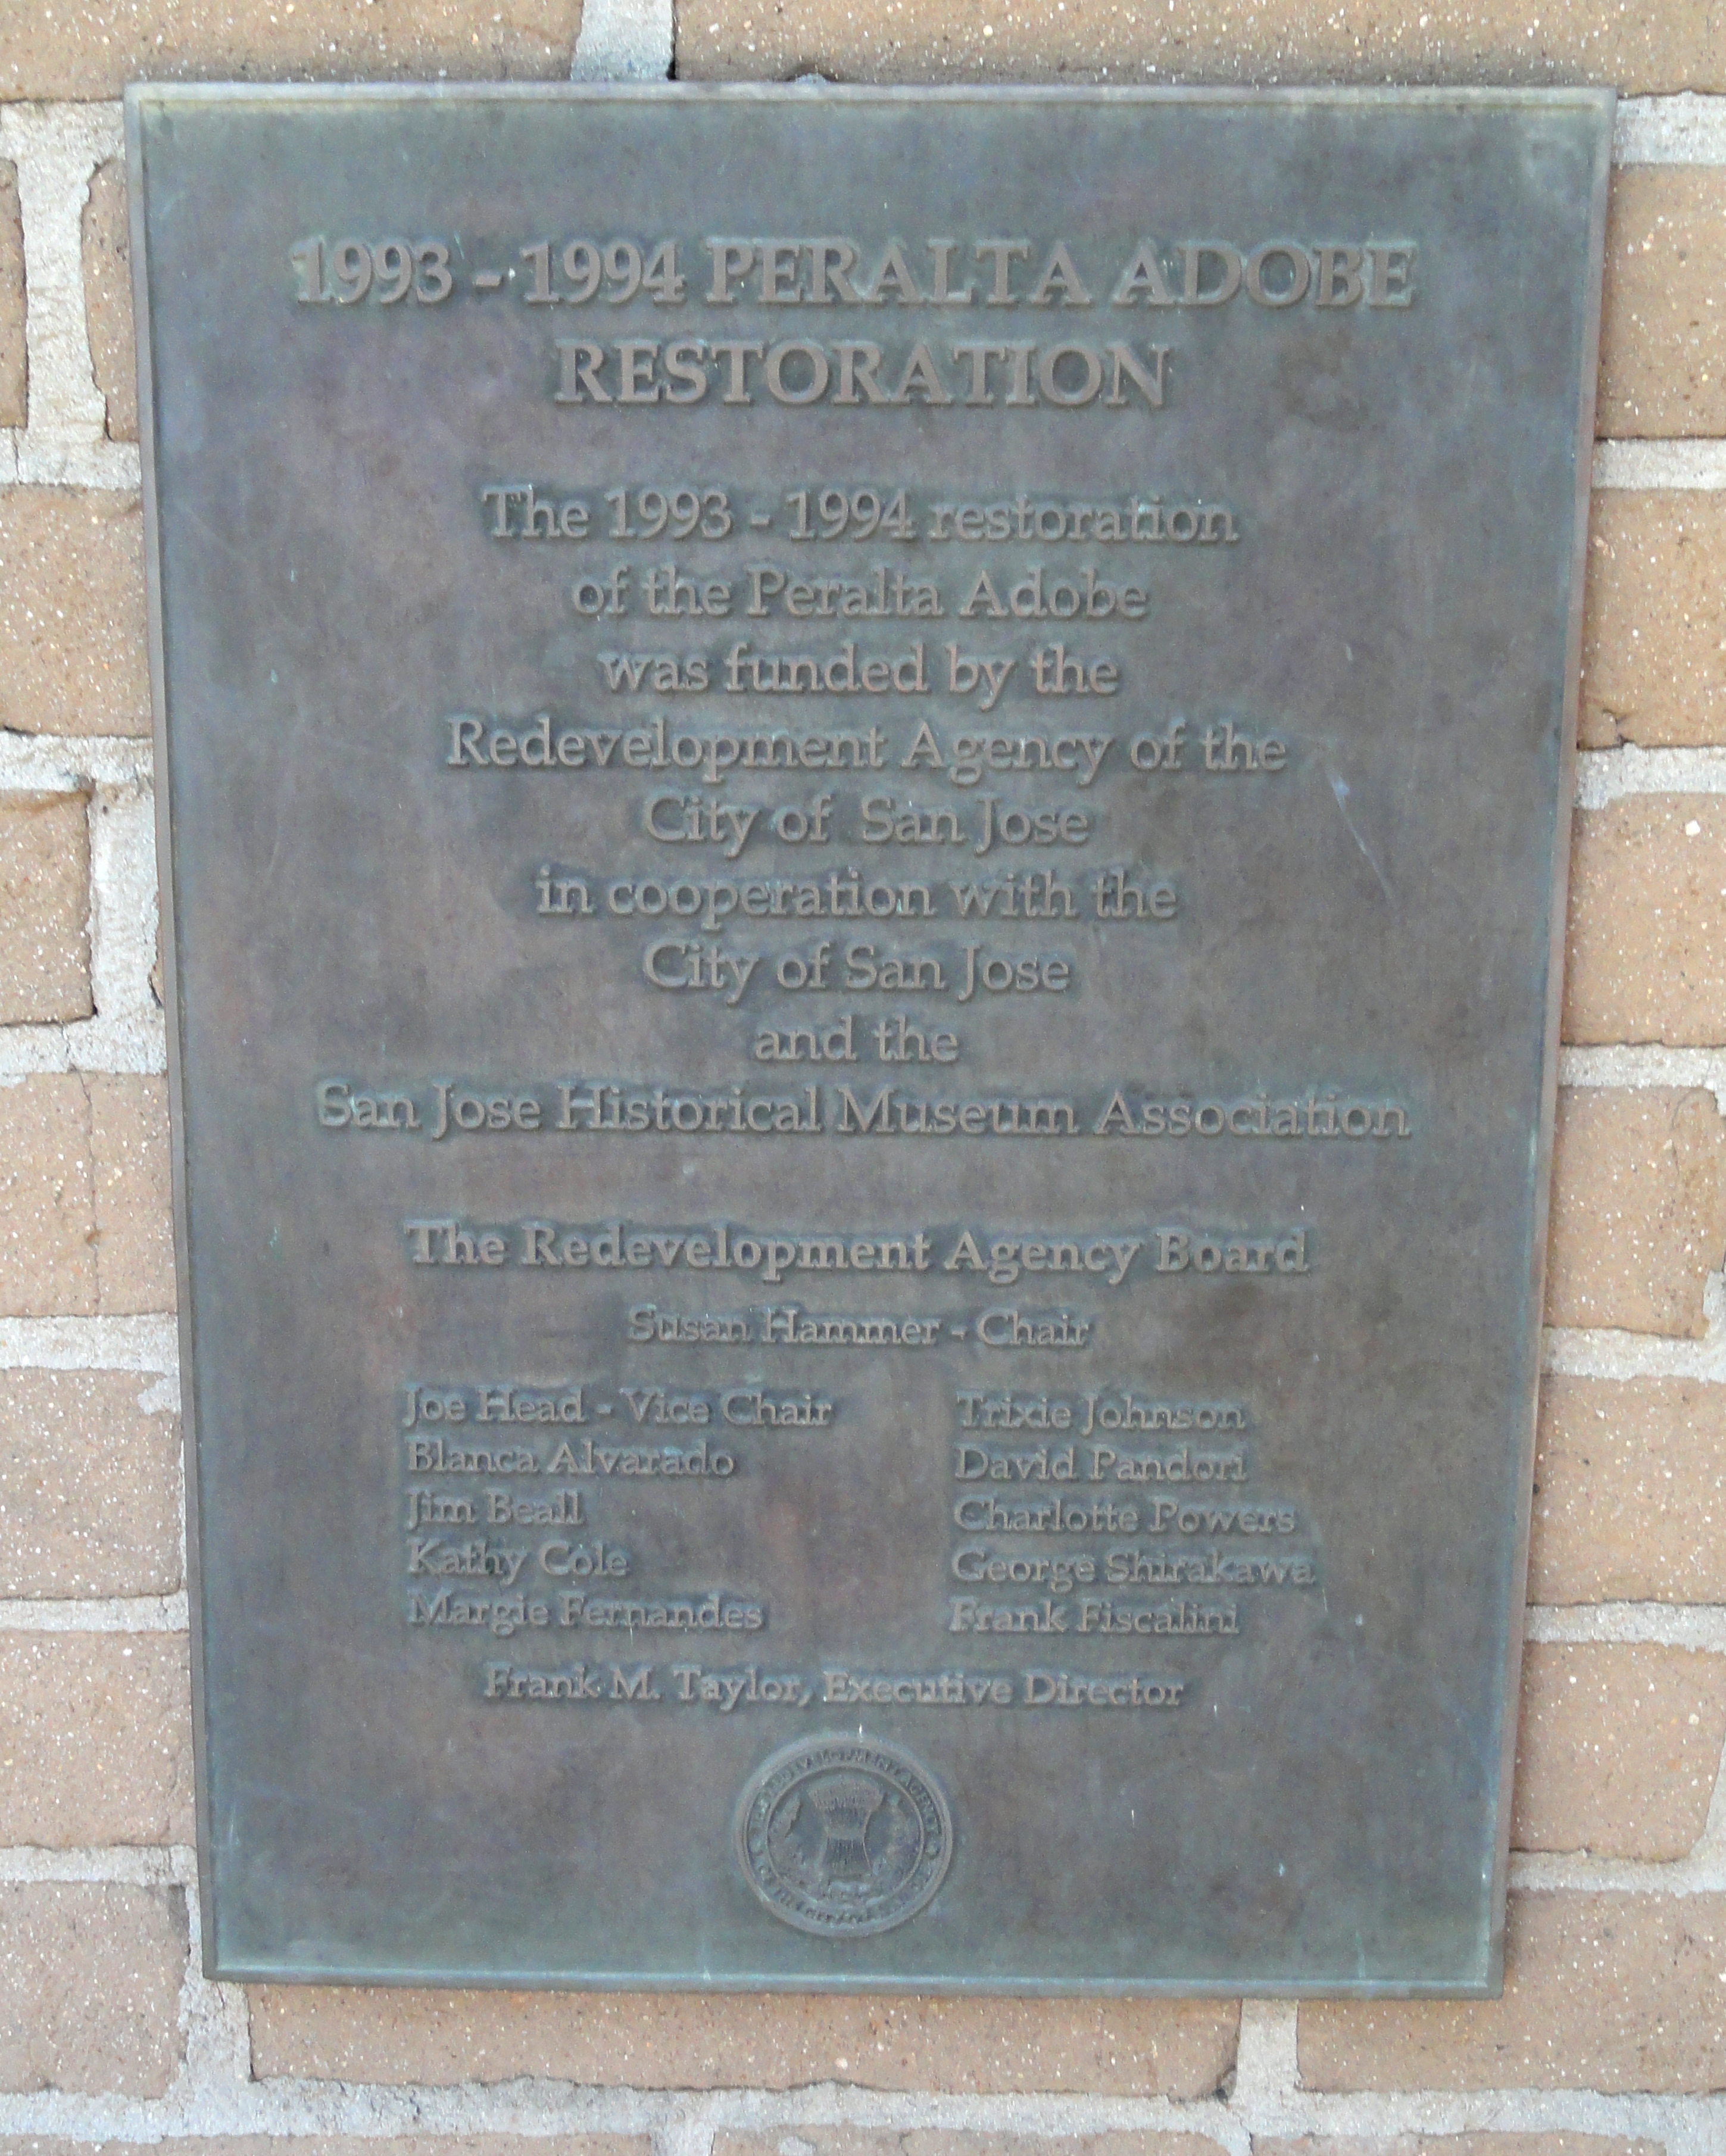 1993 - 1994 PERALTA ADOBE
RESTORATION
The 1993 - 1994 restoration
of the Peralta Adobe
was funded by the
Redevelopment Agency of the
City of San Jose
in cooperation with the
City of San Jose
and the
San Jose Historical Museum Association
The Redevelopment Agency Board
Susan Hammer - Chair
Joe Head - Vice Chair
Blanca Alvarado
Jim Beall
Kathy Cole
Margie Fernandes
Trixie Johnson
David Pandori
Charlotte Powers
George Shirakawa
Frank Fiscalini
Frank M. Taylor, Executive Director
REDEVELOPMENT AGENCY